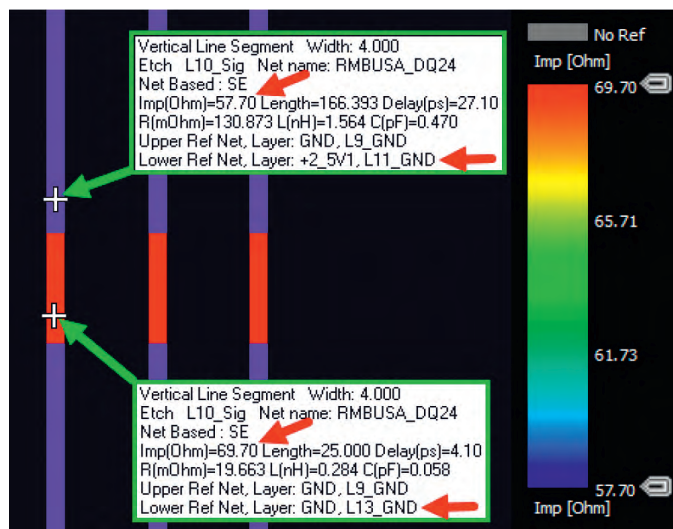 Vertical Line Segment Width: 4.000
Etch L10_Sig Net name: RMBUSA_DQ24
Net Based : SE
Imp(Ohm)=57.70 Length=166.393 Delay(ps)=27.10
R(mOhm)=130.873 L(nH)=1.564 C(pF)=0.470
Upper Ref Net, Layer: GND, L9_GND
Lower Ref Net, Layer: +2_5V1, L11_GND
Vertical Line Segment Width: 4.000
Etch L10_Sig Net name: RMBUSA_DQ24
Net Based : SE
Imp(Ohm)=69.70 Length=25.000 Delay(ps)=4.10
R(mOhm)=19.663 L(nH)=0.284 C(pF)=0.058
Upper Ref Net, Layer: GND, L9_GND
Lower Ref Net, Layer: GND, L13_GND
No Ref
Imp [Ohm]
69.70
65.71
61.73
57.70
Imp [Ohm]